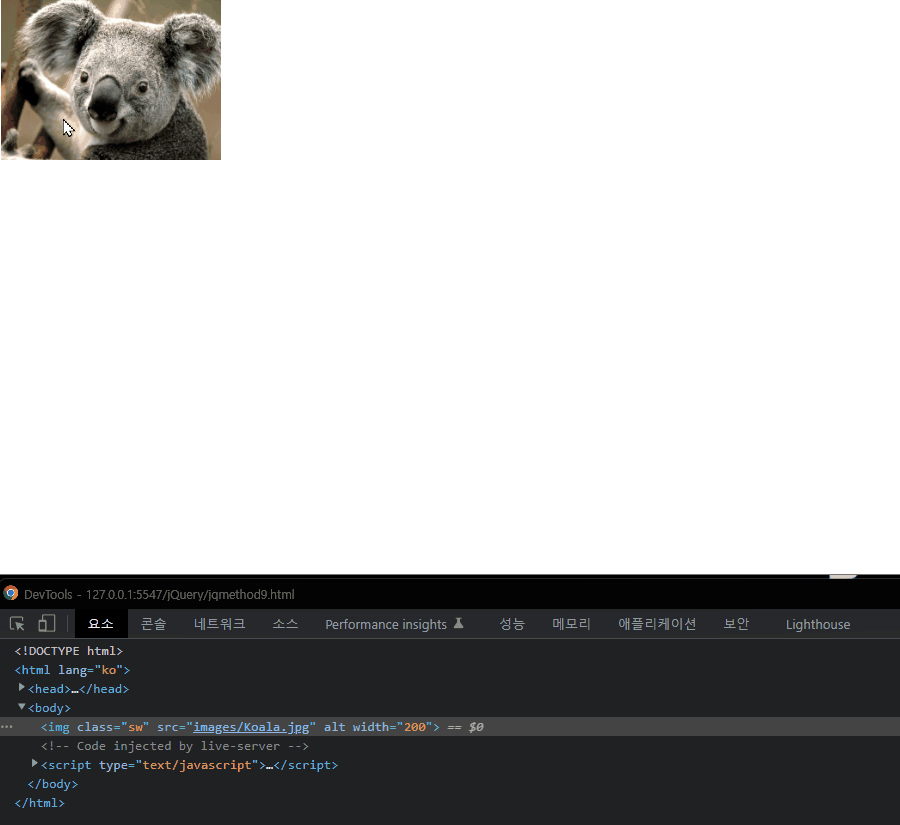 DevTools - 127.0.0.1:5547/jQuery/jqmethod9.html
요소 콘솔 네트워크 소스 Performance insights 성능 메모리 애플리케이션 보안 Lighthouse
<!DOCTYPE html>
<html lang="ko">
<head>…</head>
<body>
<img class="sw" src="images/Koala.jpg" alt width="200"> == $0
<!-- Code injected by live-server -->
<script type="text/javascript">…</script>
</body>
</html>